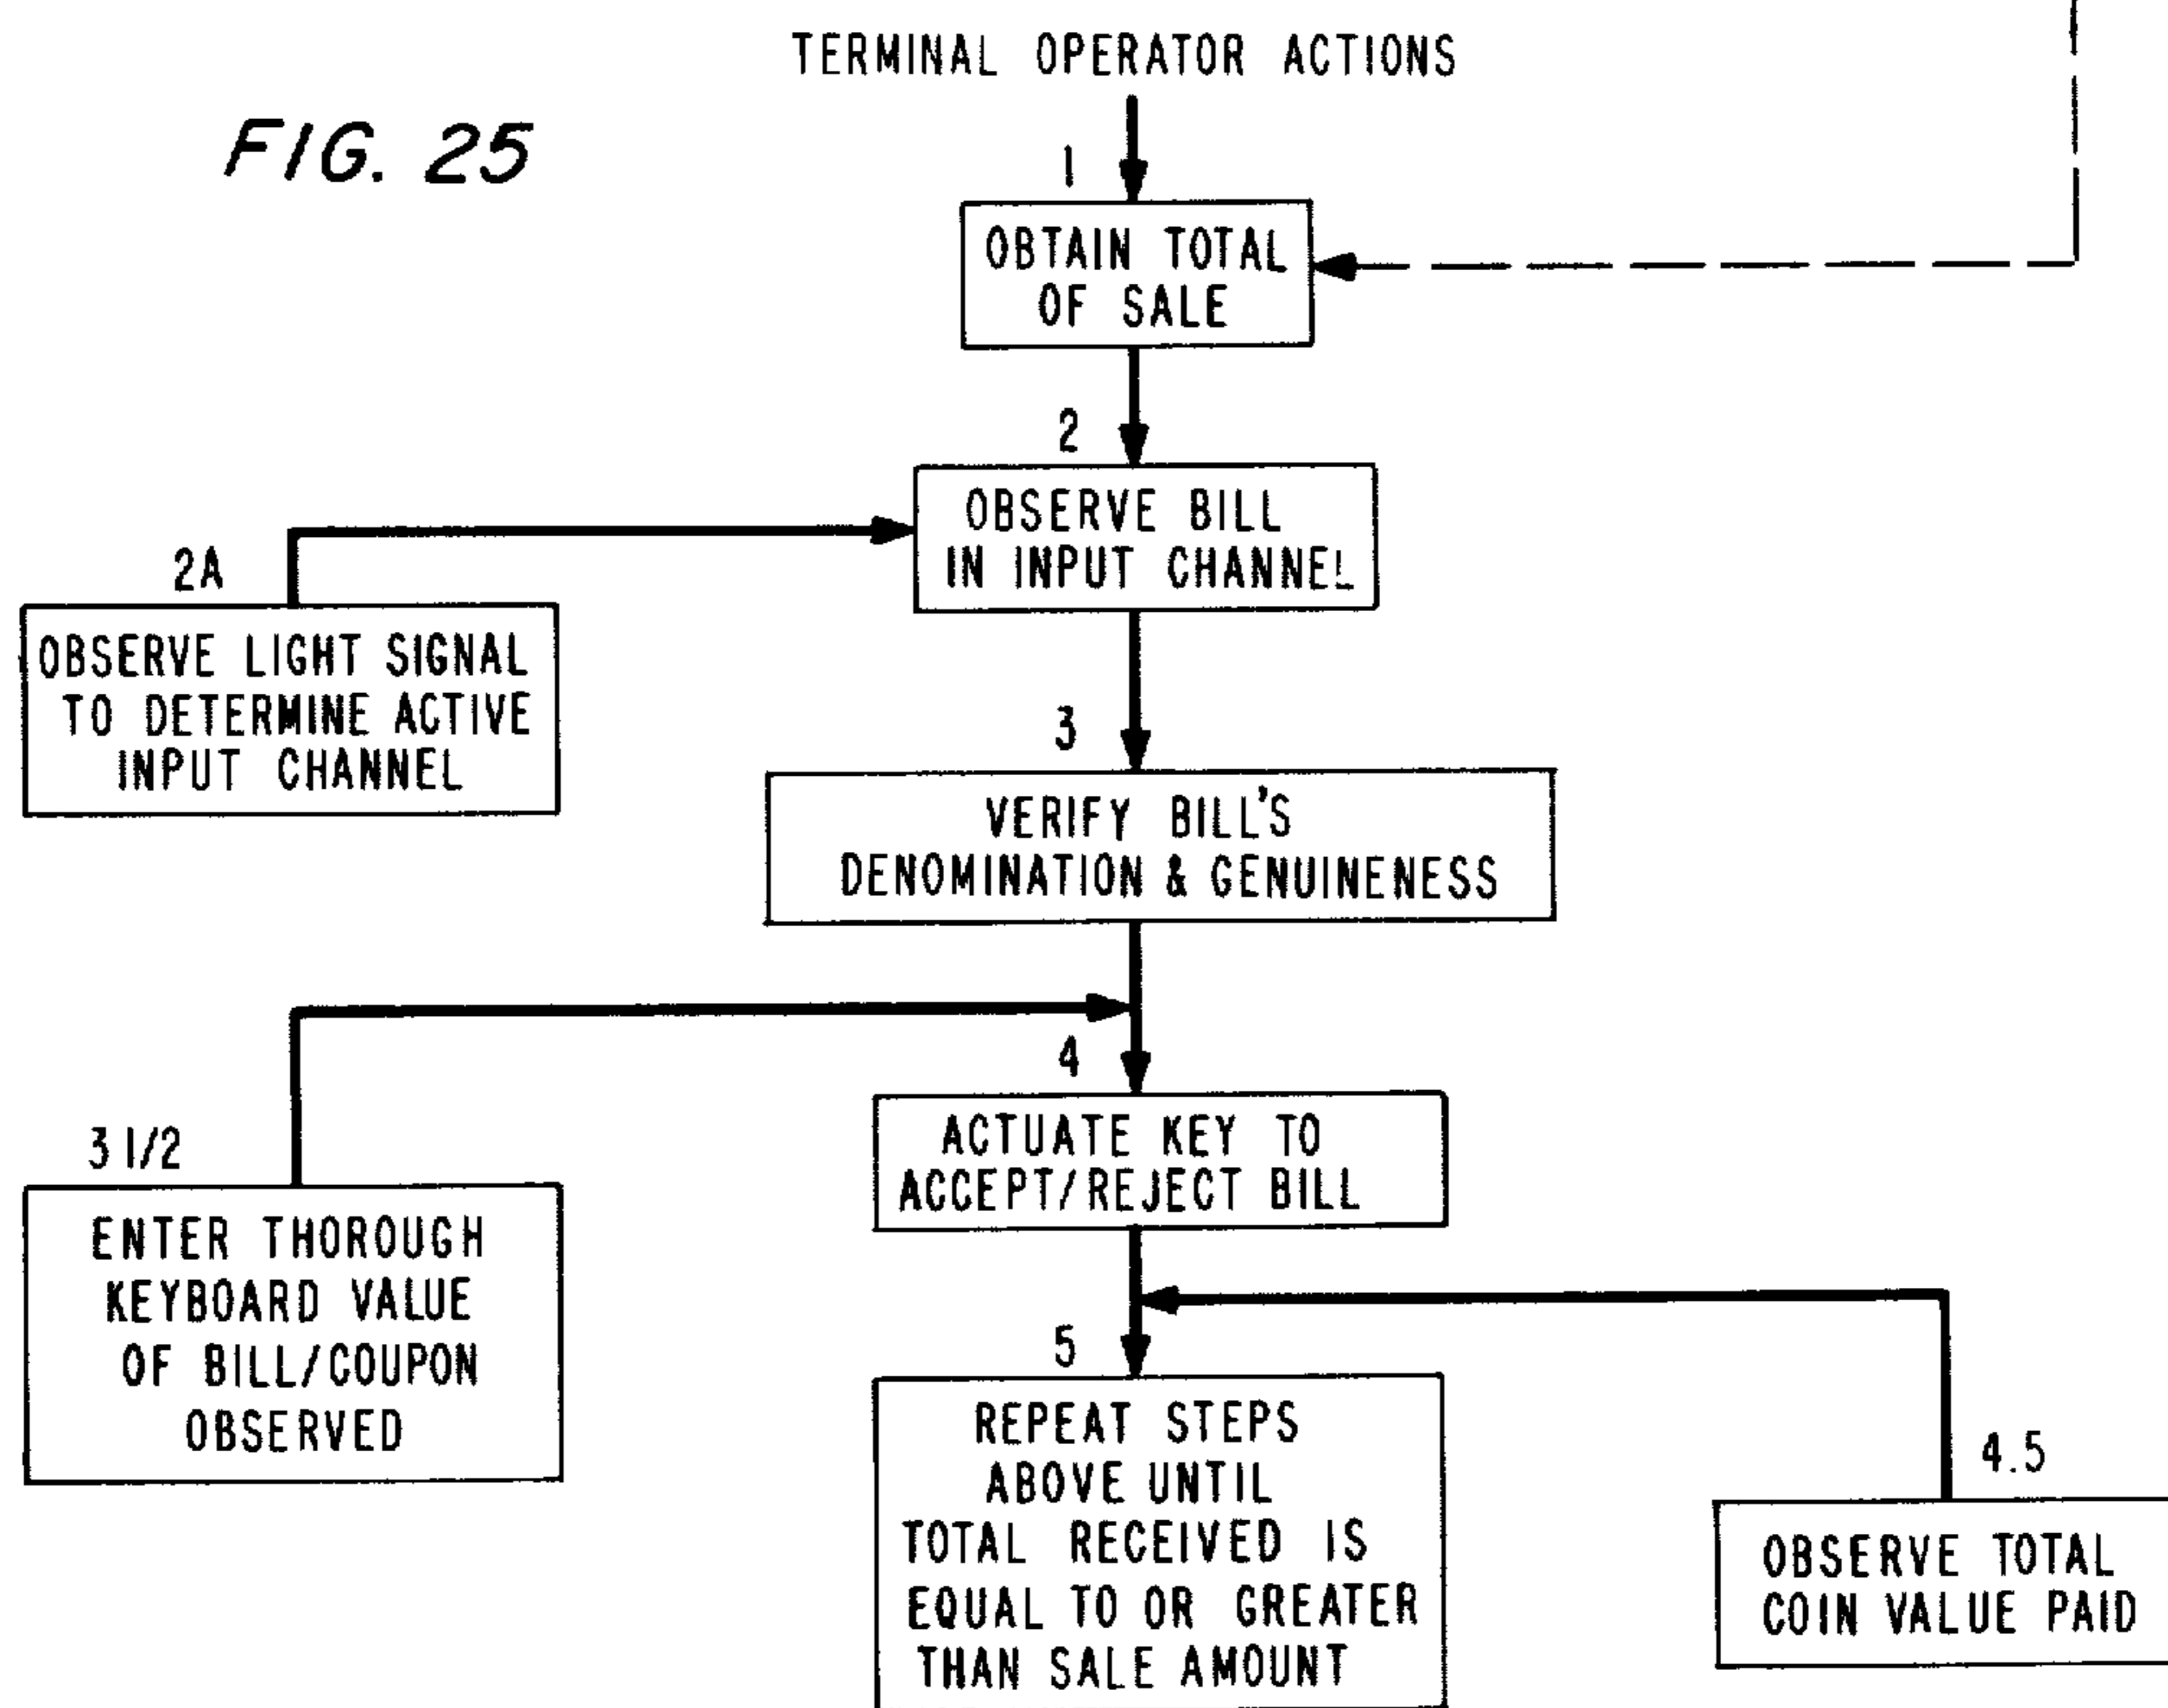 TERMINAL OPERATOR ACTIONS
FIG. 25
1
OBTAIN TOTAL
OF SALE
2
OBSERVE BILL
IN INPUT CHANNEL
2A
OBSERVE LIGHT SIGNAL
TO DETERMINE ACTIVE
INPUT CHANNEL
3
VERIFY BILL'S
DENOMINATION & GENUINENESS
4
ACTUATE KEY TO
ACCEPT/REJECT BILL
3 1/2
ENTER THOROUGH
KEYBOARD VALUE
OF BILL/COUPON
OBSERVED
5
REPEAT STEPS
ABOVE UNTIL
TOTAL RECEIVED IS
EQUAL TO OR GREATER
THAN SALE AMOUNT
4.5
OBSERVE TOTAL
COIN VALUE PAID